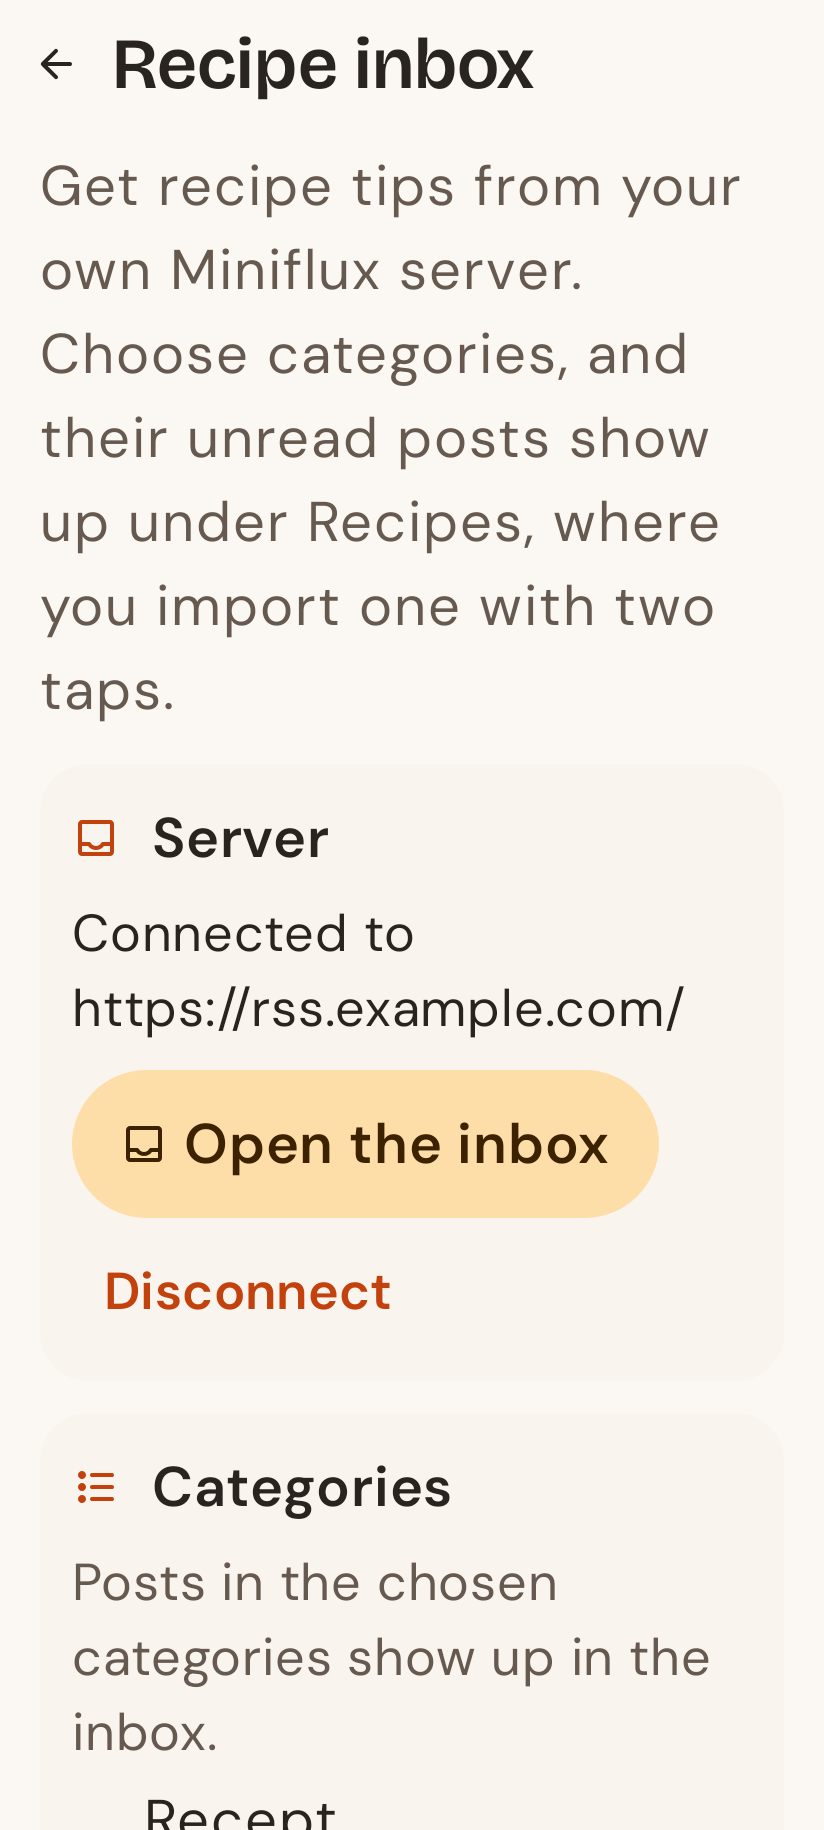 Recipe inbox
Get recipe tips from your
own Miniflux server.
Choose categories, and
their unread posts show
up under Recipes, where
you import one with two
taps.
Server
Connected to
https://rss.example.com/
Open the inbox
Disconnect
Categories
Posts in the chosen
categories show up in the
inbox.
Recept